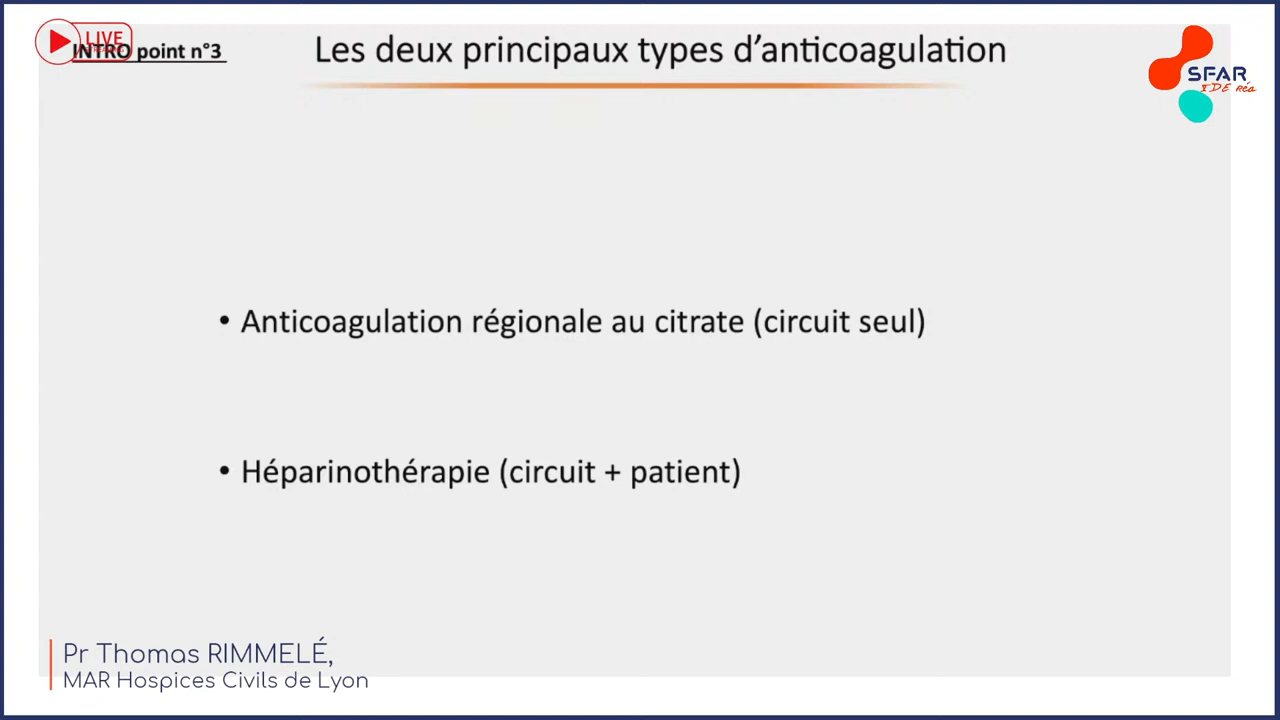 LIVE
INTRO point n°3
Les deux principaux types d'anticoagulation
SFAR
IDE Réa
• Anticoagulation régionale au citrate (circuit seul)
• Héparinothérapie (circuit + patient)
Pr Thomas RIMMELÉ,
MAR Hospices Civils de Lyon